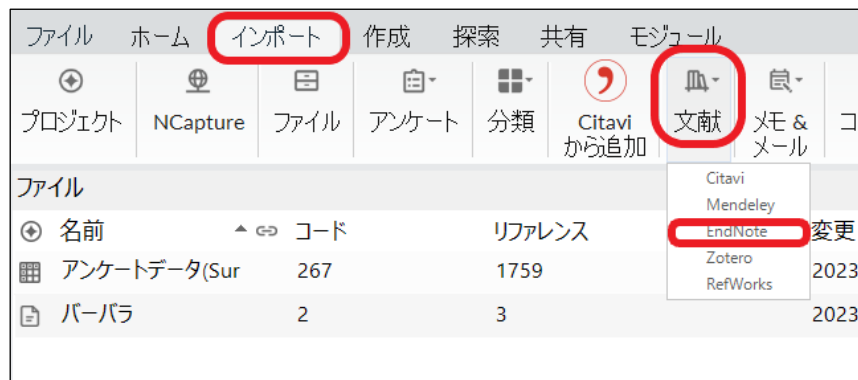 ファイル ホーム インポート 作成 探索 共有 モジュール
プロジェクト NCapture ファイル アンケート 分類 Citavi 文献 メモ & コ
から追加 メール
Citavi
ファイル
Mendeley
名前 コード リファレンス EndNote 変更
Zotero
アンケートデータ(Sur 267 1759 2023
RefWorks
バーバラ 2 3 2023